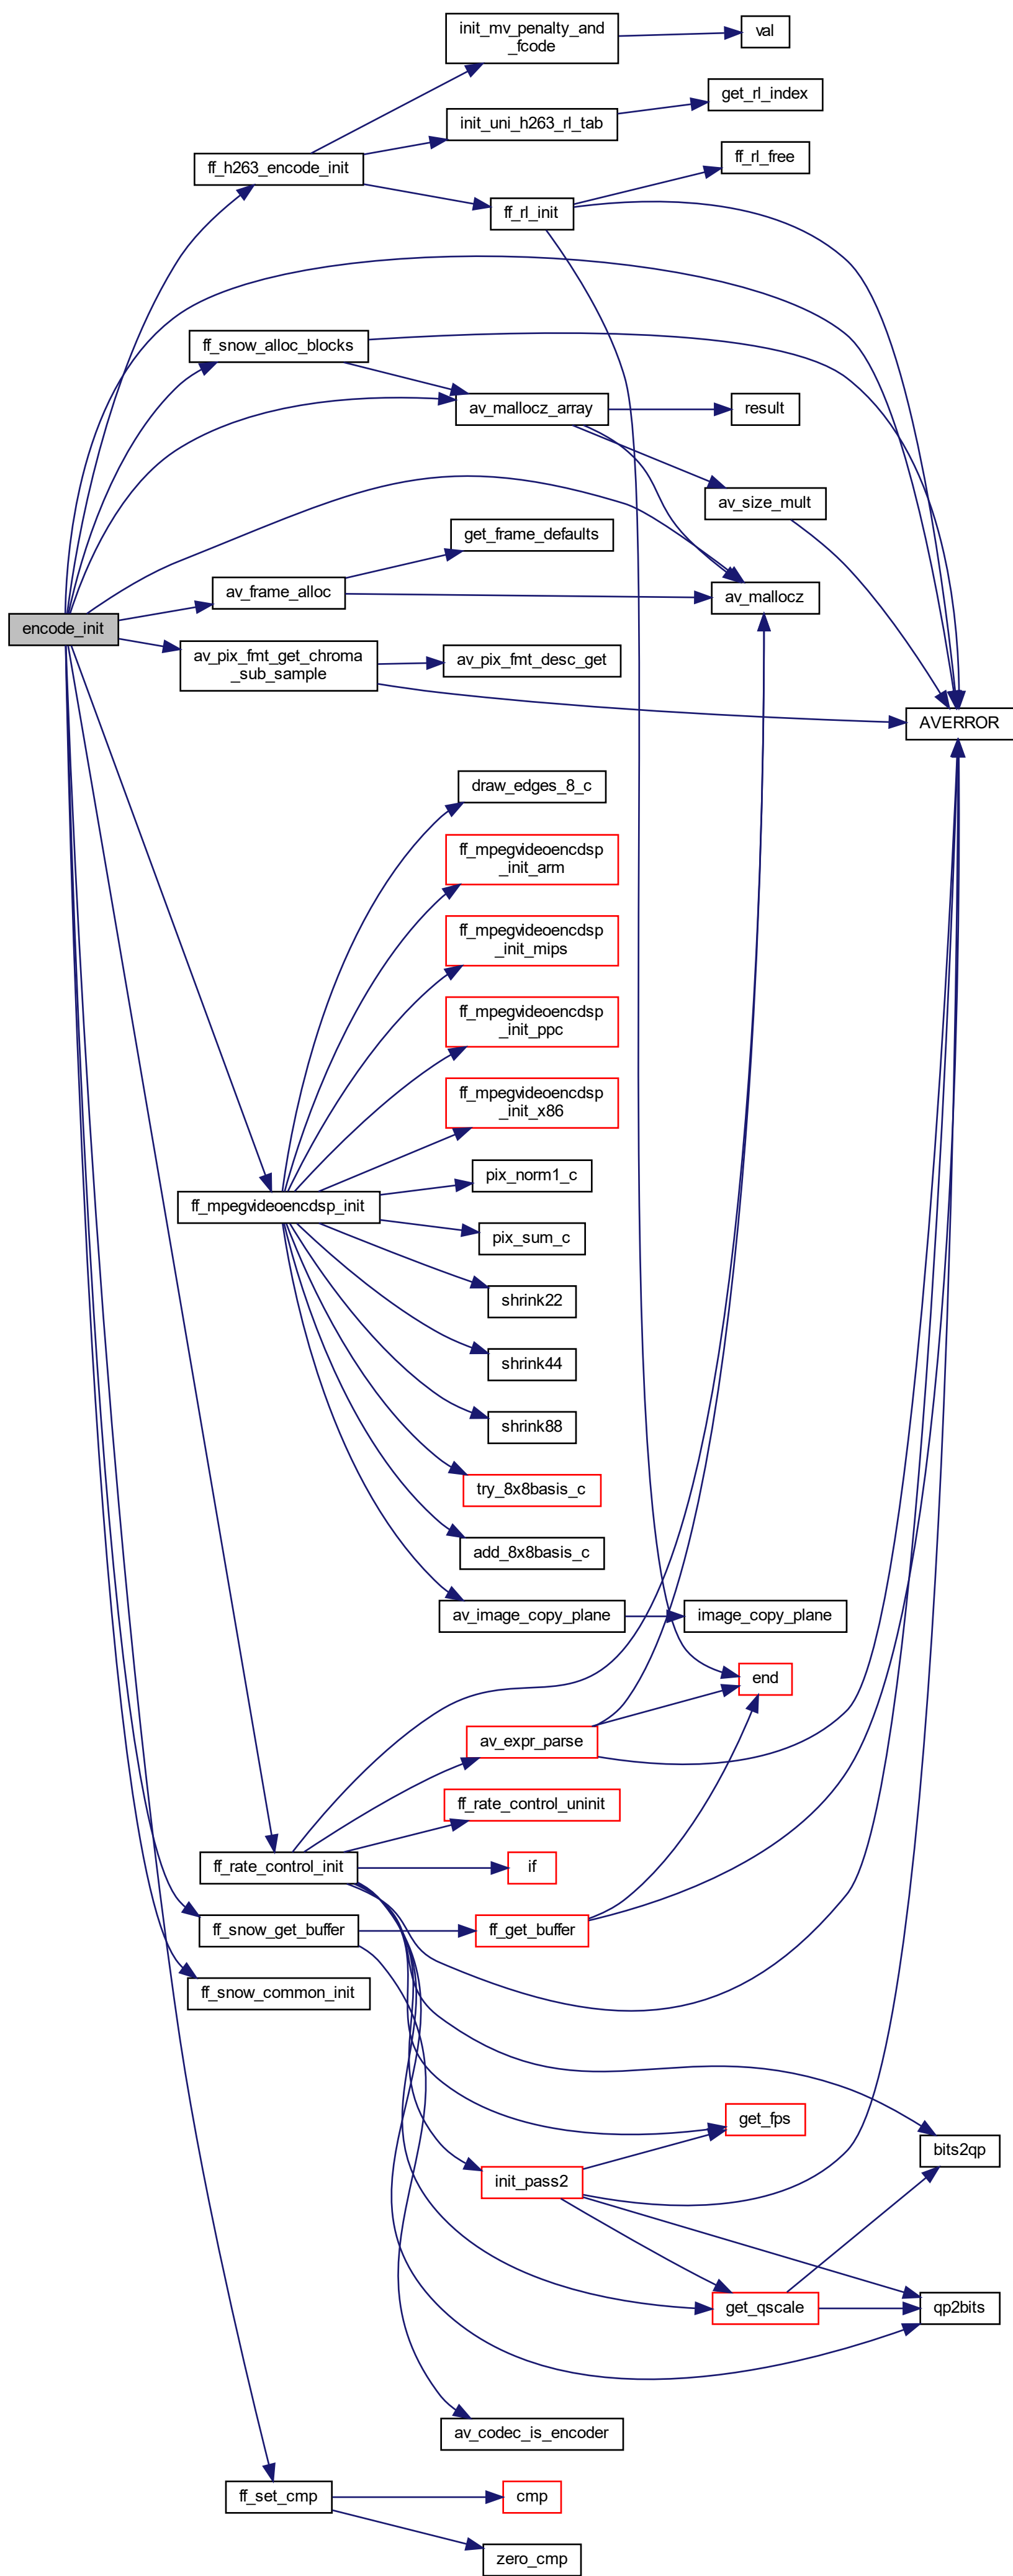 init_mv_penalty_and
_fcode
val
get_rl_index
init_uni_h263_rl_tab
ff_rl_free
ff_h263_encode_init
ff_rl_init
ff_snow_alloc_blocks
av_mallocz_array
result
av_size_mult
get_frame_defaults
av_frame_alloc
av_mallocz
encode_init
av_pix_fmt_get_chroma
_sub_sample
av_pix_fmt_desc_get
AVERROR
draw_edges_8_c
ff_mpegvideoencdsp
_init_arm
ff_mpegvideoencdsp
_init_mips
ff_mpegvideoencdsp
_init_ppc
ff_mpegvideoencdsp
_init_x86
pix_norm1_c
ff_mpegvideoencdsp_init
pix_sum_c
shrink22
shrink44
shrink88
try_8x8basis_c
add_8x8basis_c
av_image_copy_plane
image_copy_plane
end
av_expr_parse
ff_rate_control_uninit
ff_rate_control_init
if
ff_snow_get_buffer
ff_get_buffer
ff_snow_common_init
get_fps
bits2qp
init_pass2
get_qscale
qp2bits
av_codec_is_encoder
ff_set_cmp
cmp
zero_cmp